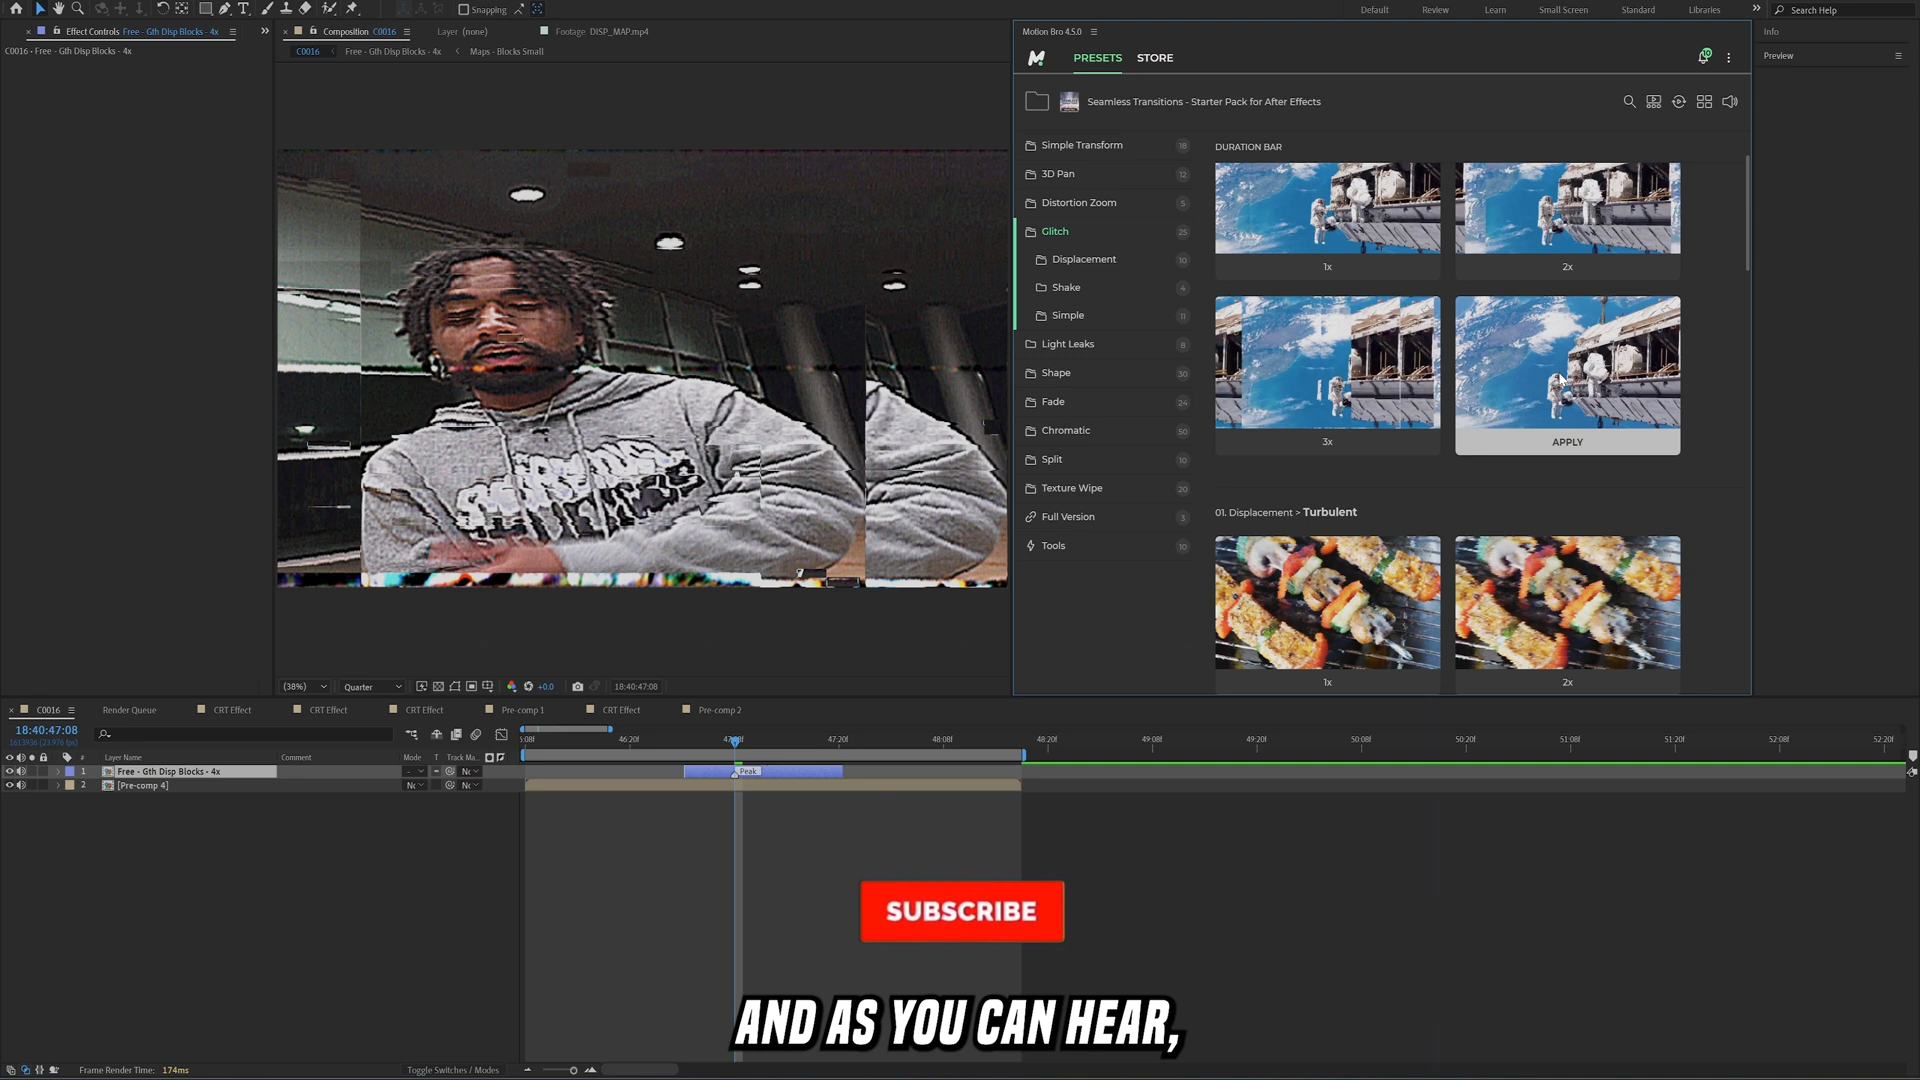 Snapping
Default
Review
Learn
Small Screen
Standard
Libraries
Search Help
Effect Controls Free - Gth Disp Blocks - 4x
C0016 • Free - Gth Disp Blocks - 4x
Composition C0016
Layer (none)
Footage DISP_MAP.mp4
C0016
Free - Gth Disp Blocks - 4x
Maps - Blocks Small
Motion Bro 4.5.0
PRESETS
STORE
10
Info
Preview
Seamless Transitions - Starter Pack for After Effects
Simple Transform 18
3D Pan 12
Distortion Zoom 5
Glitch 25
Displacement 10
Shake 4
Simple 11
Light Leaks 8
Shape 30
Fade 24
Chromatic 50
Split 10
Texture Wipe 20
Full Version 3
Tools 10
DURATION BAR
1x
2x
3x
APPLY
01. Displacement > Turbulent
1x
2x
(38%)
Quarter
+0.0
18:40:47:08
C0016
Render Queue
CRT Effect
CRT Effect
CRT Effect
Pre-comp 1
CRT Effect
Pre-comp 2
18:40:47:08
1613936 (23.976 fps)
# Layer Name
Comment
Mode
T
Track Ma...
5:08f
46:20f
47:08f
47:20f
48:08f
48:20f
49:08f
49:20f
50:08f
50:20f
51:08f
51:20f
52:08f
52:20f
1 Free - Gth Disp Blocks - 4x
- Nc
Peak
2 [Pre-comp 4]
Nc Nc
SUBSCRIBE
AND AS YOU CAN HEAR,
Frame Render Time: 174ms
Toggle Switches / Modes